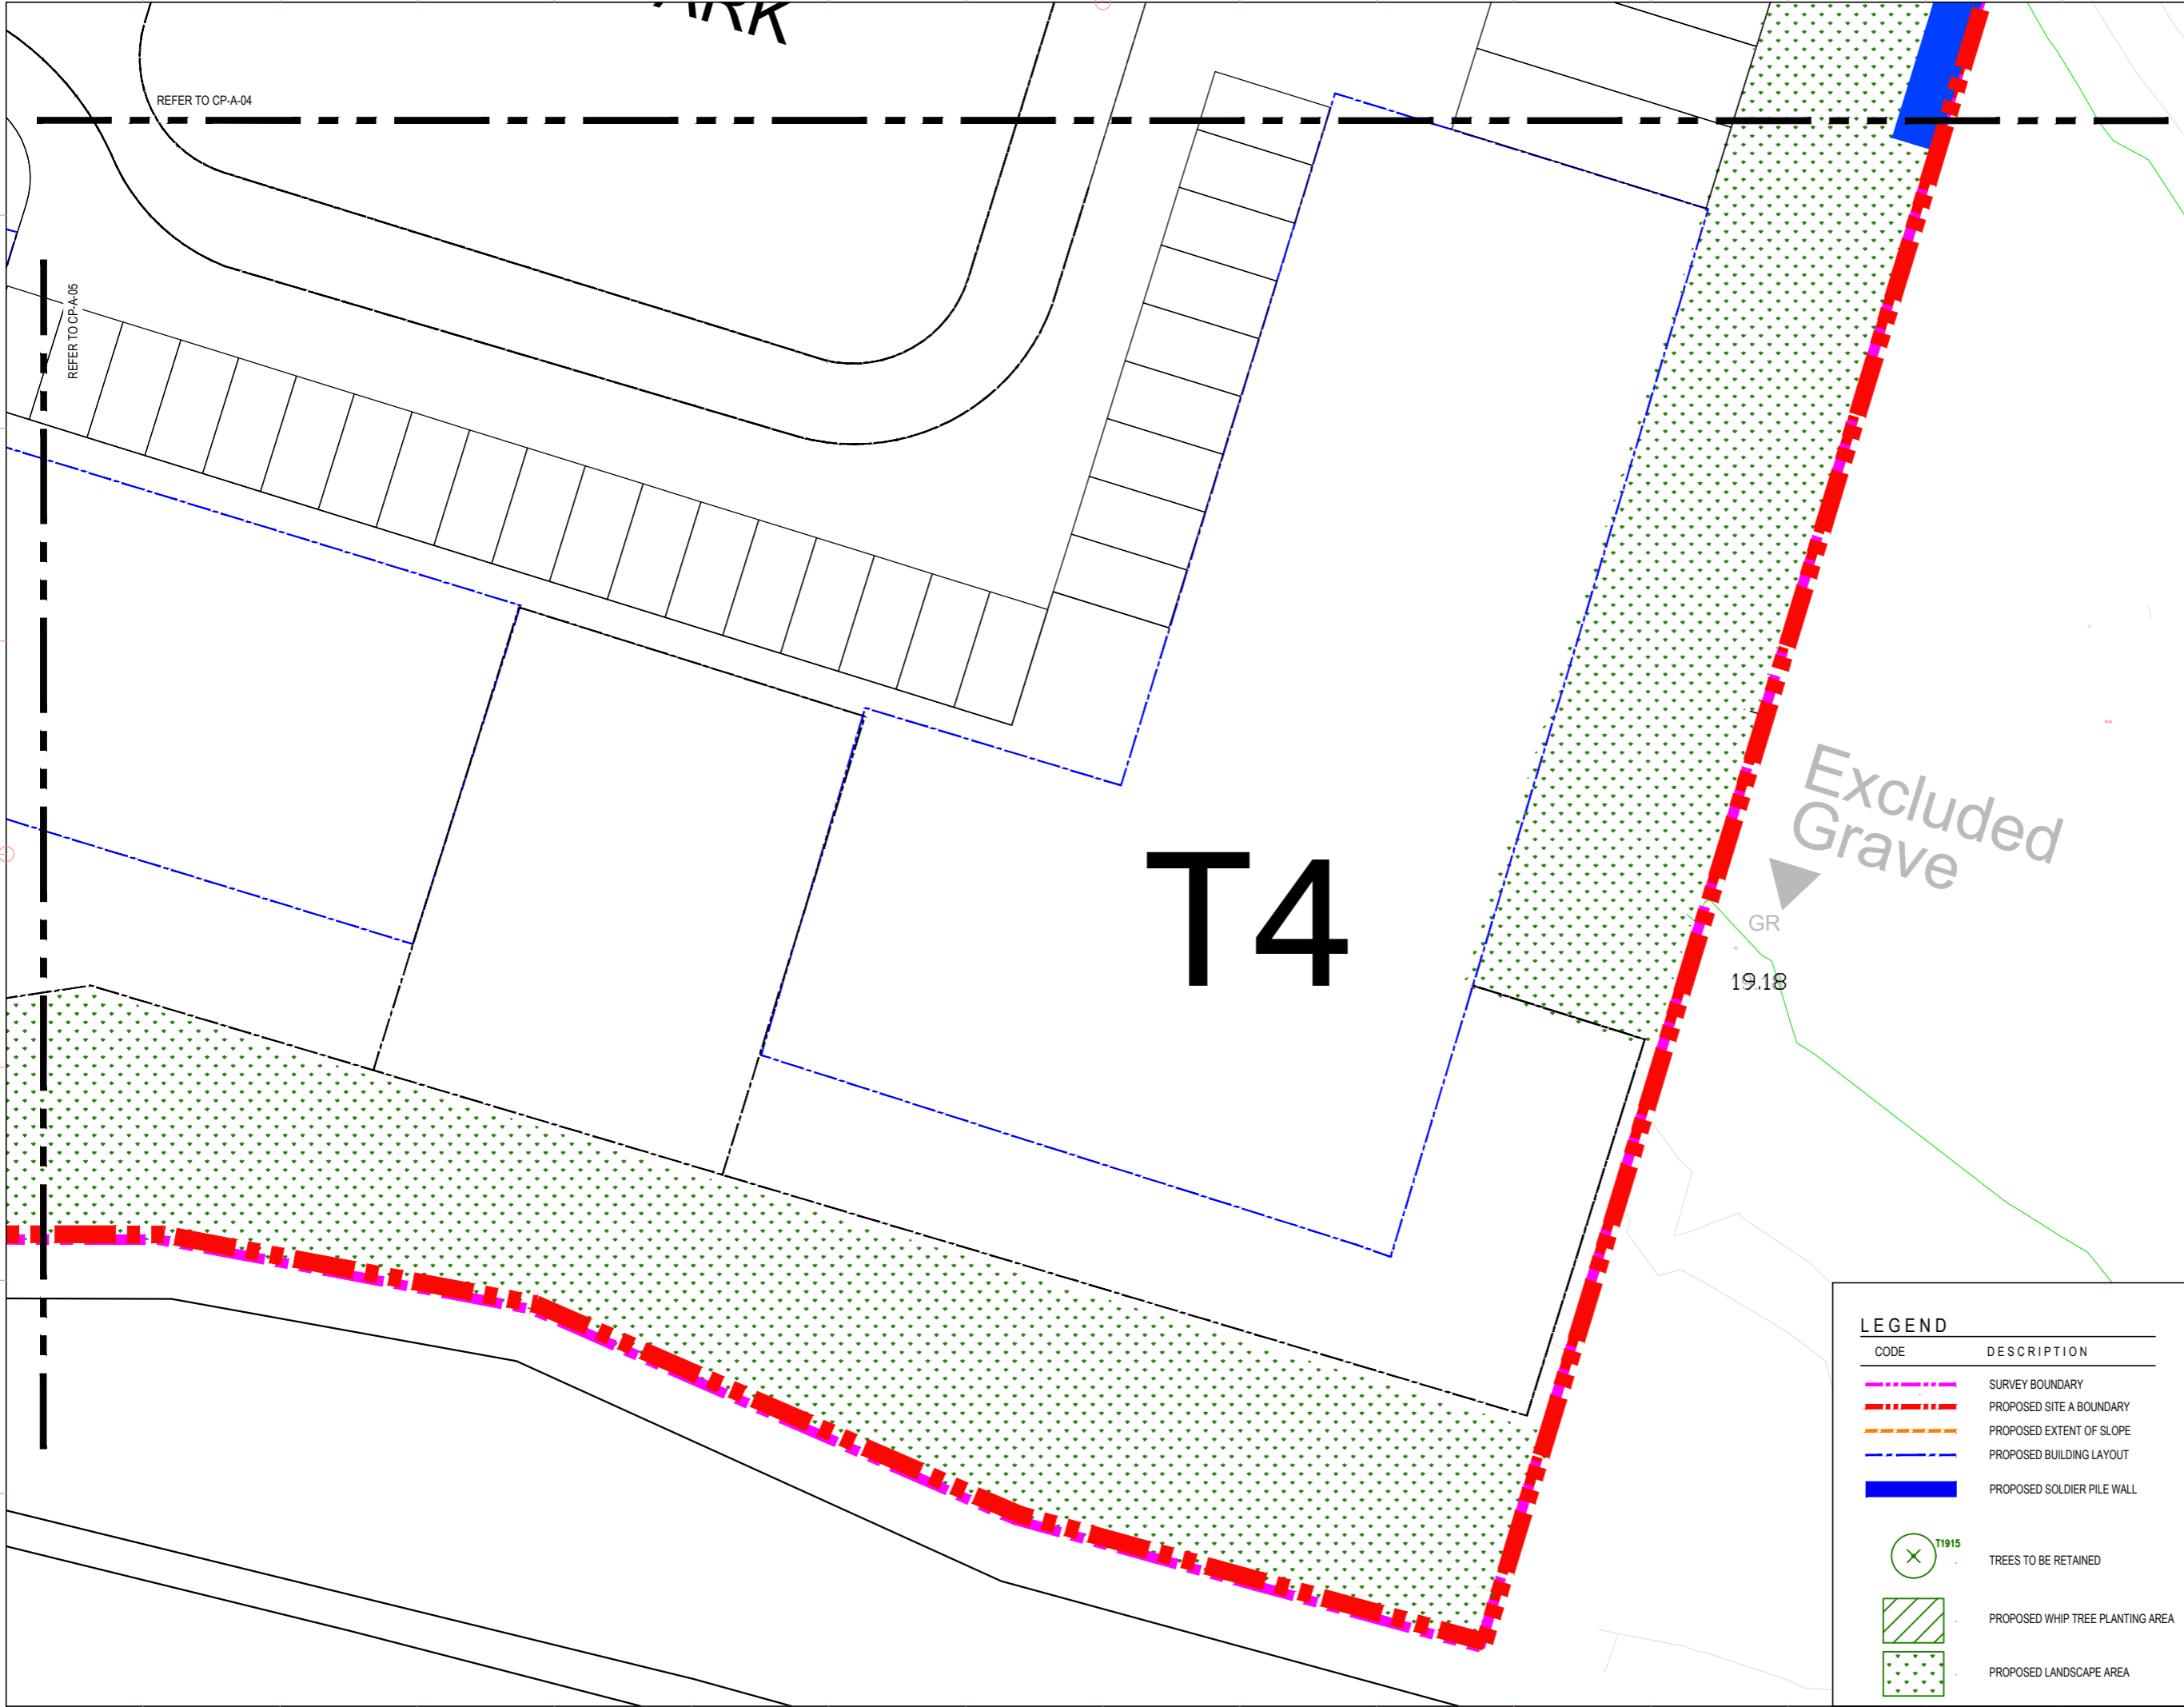 ARK
REFER TO CP-A-04
REFER TO CP-A-05
T4
Excluded
Grave
GR
19.18
LEGEND
CODE DESCRIPTION
SURVEY BOUNDARY
PROPOSED SITE A BOUNDARY
PROPOSED EXTENT OF SLOPE
PROPOSED BUILDING LAYOUT
PROPOSED SOLDIER PILE WALL
T1915
TREES TO BE RETAINED
PROPOSED WHIP TREE PLANTING AREA
PROPOSED LANDSCAPE AREA